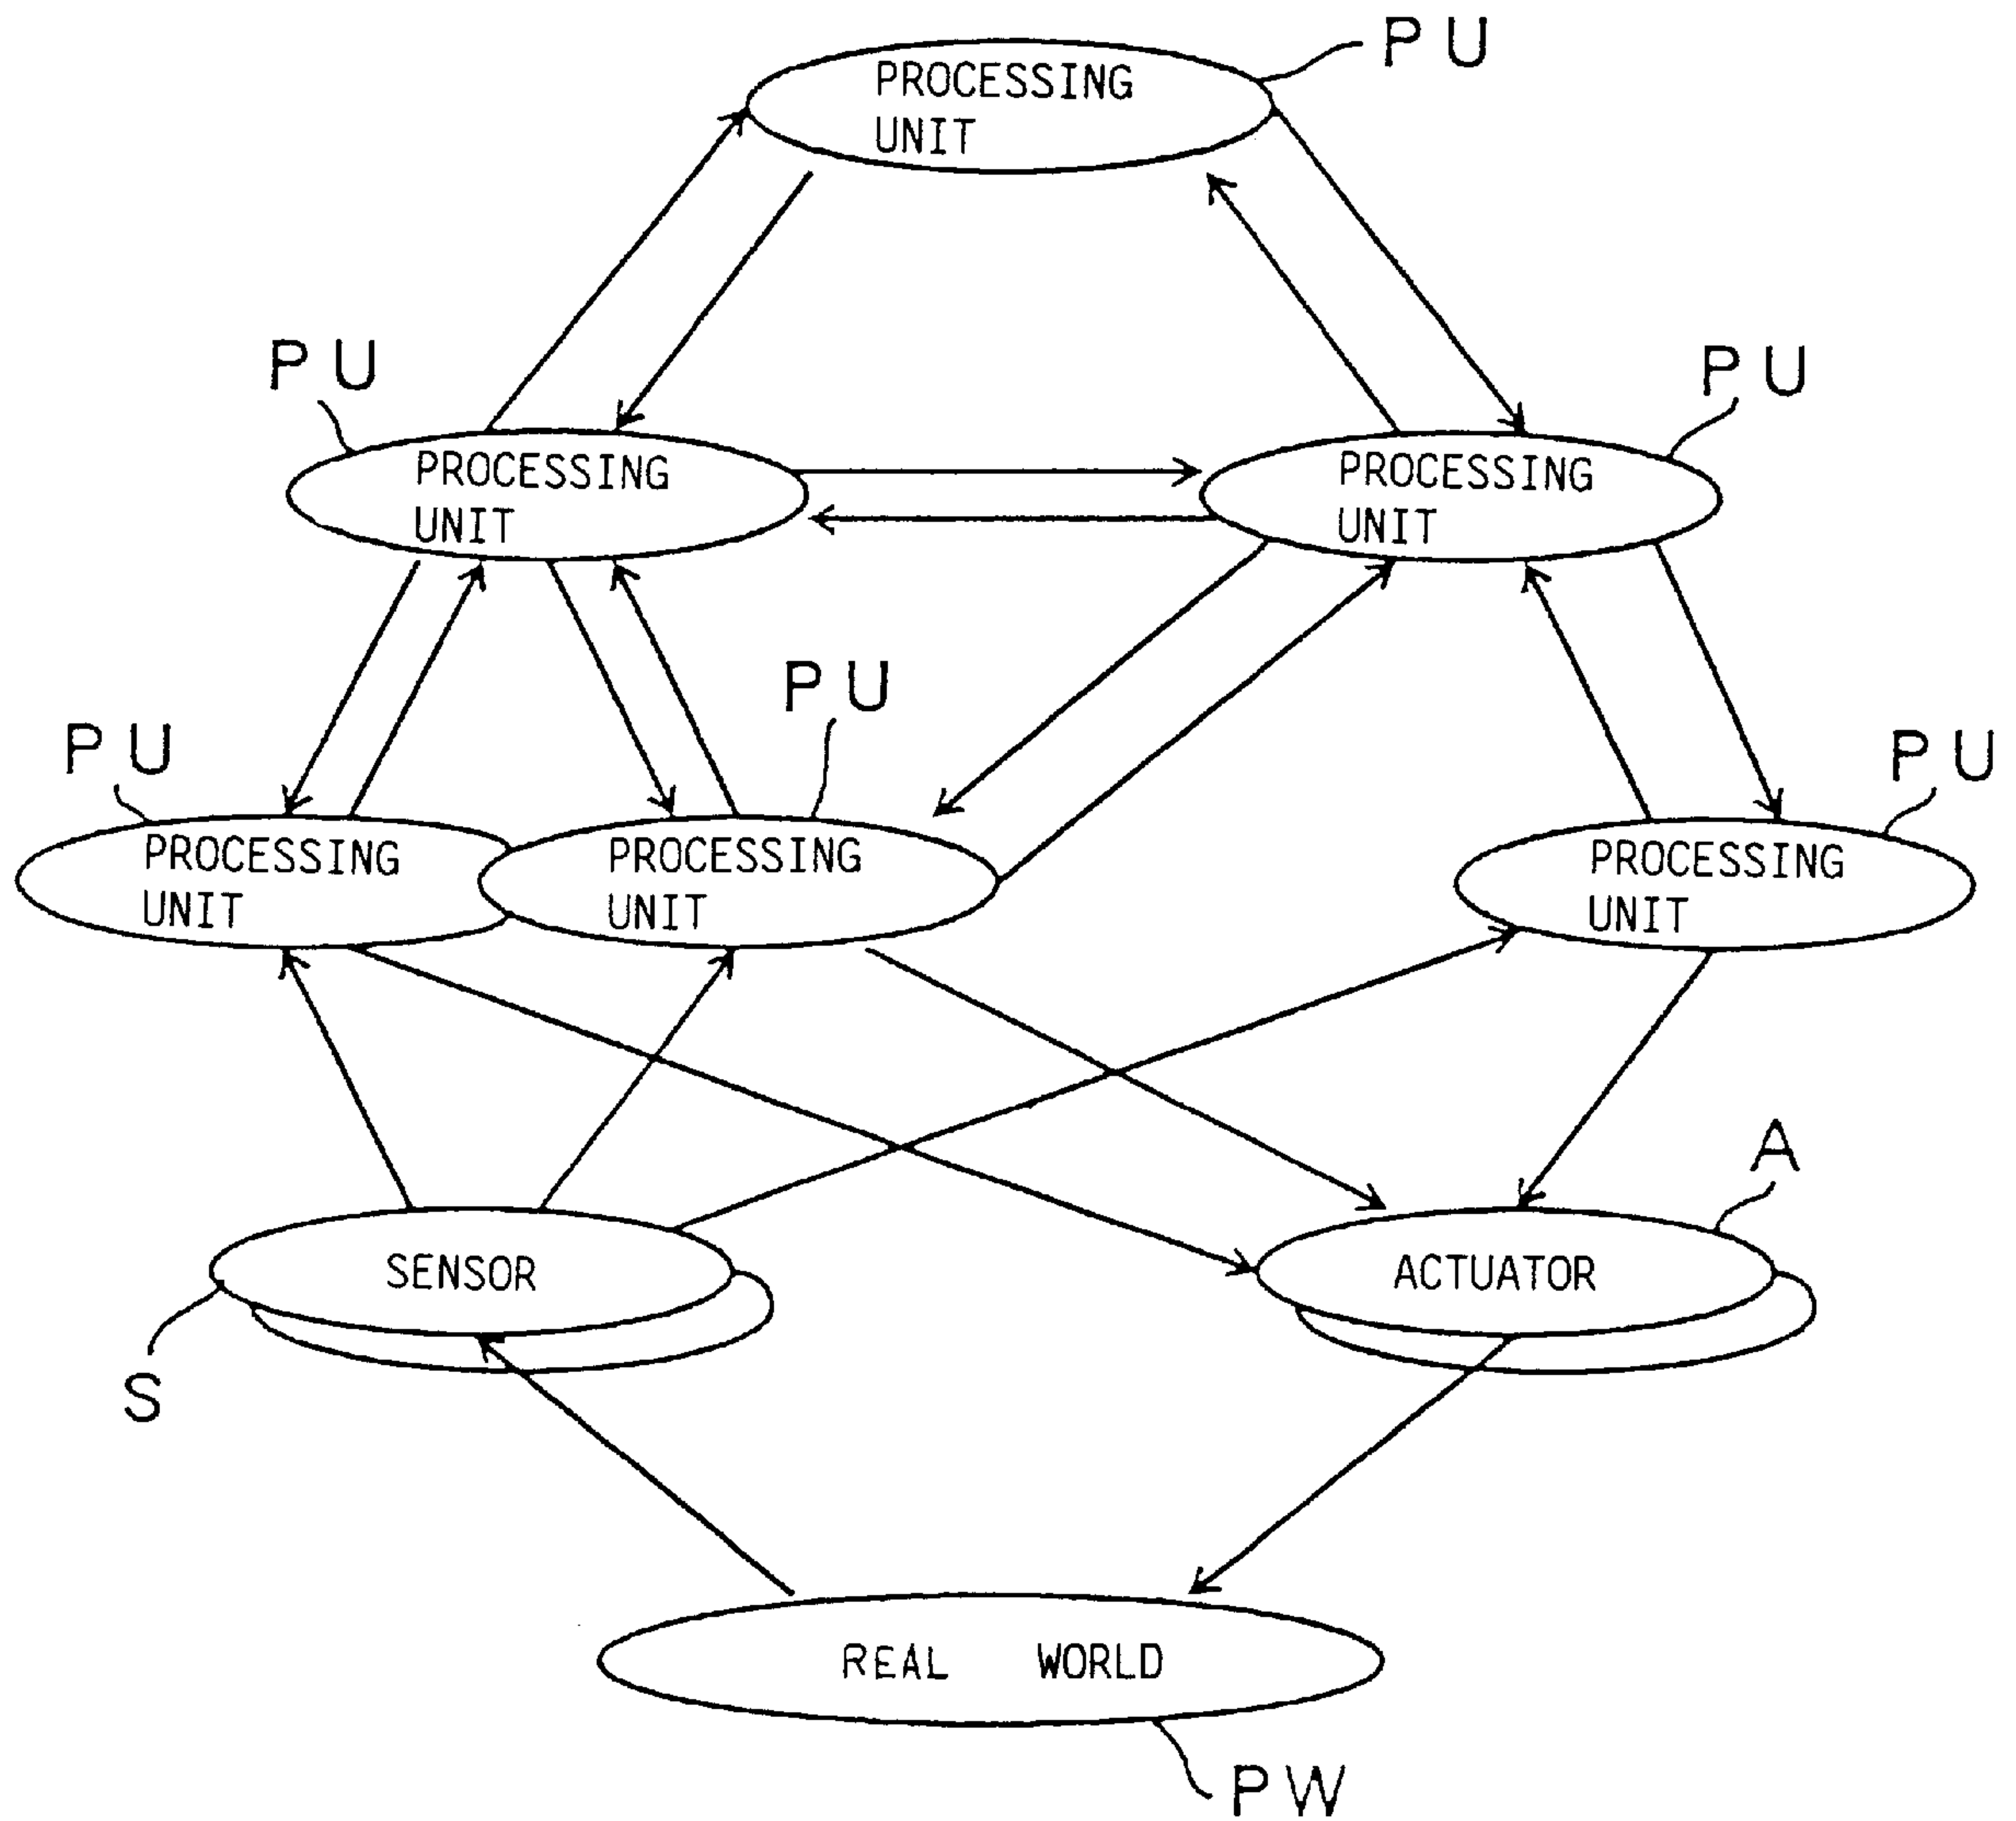 PU
PROCESSING
UNIT
PU
PU
PROCESSING
UNIT
PROCESSING
UNIT
PU
PU
PU
PROCESSING
UNIT
PROCESSING
UNIT
PROCESSING
UNIT
A
SENSOR
ACTUATOR
S
REAL WORLD
PW